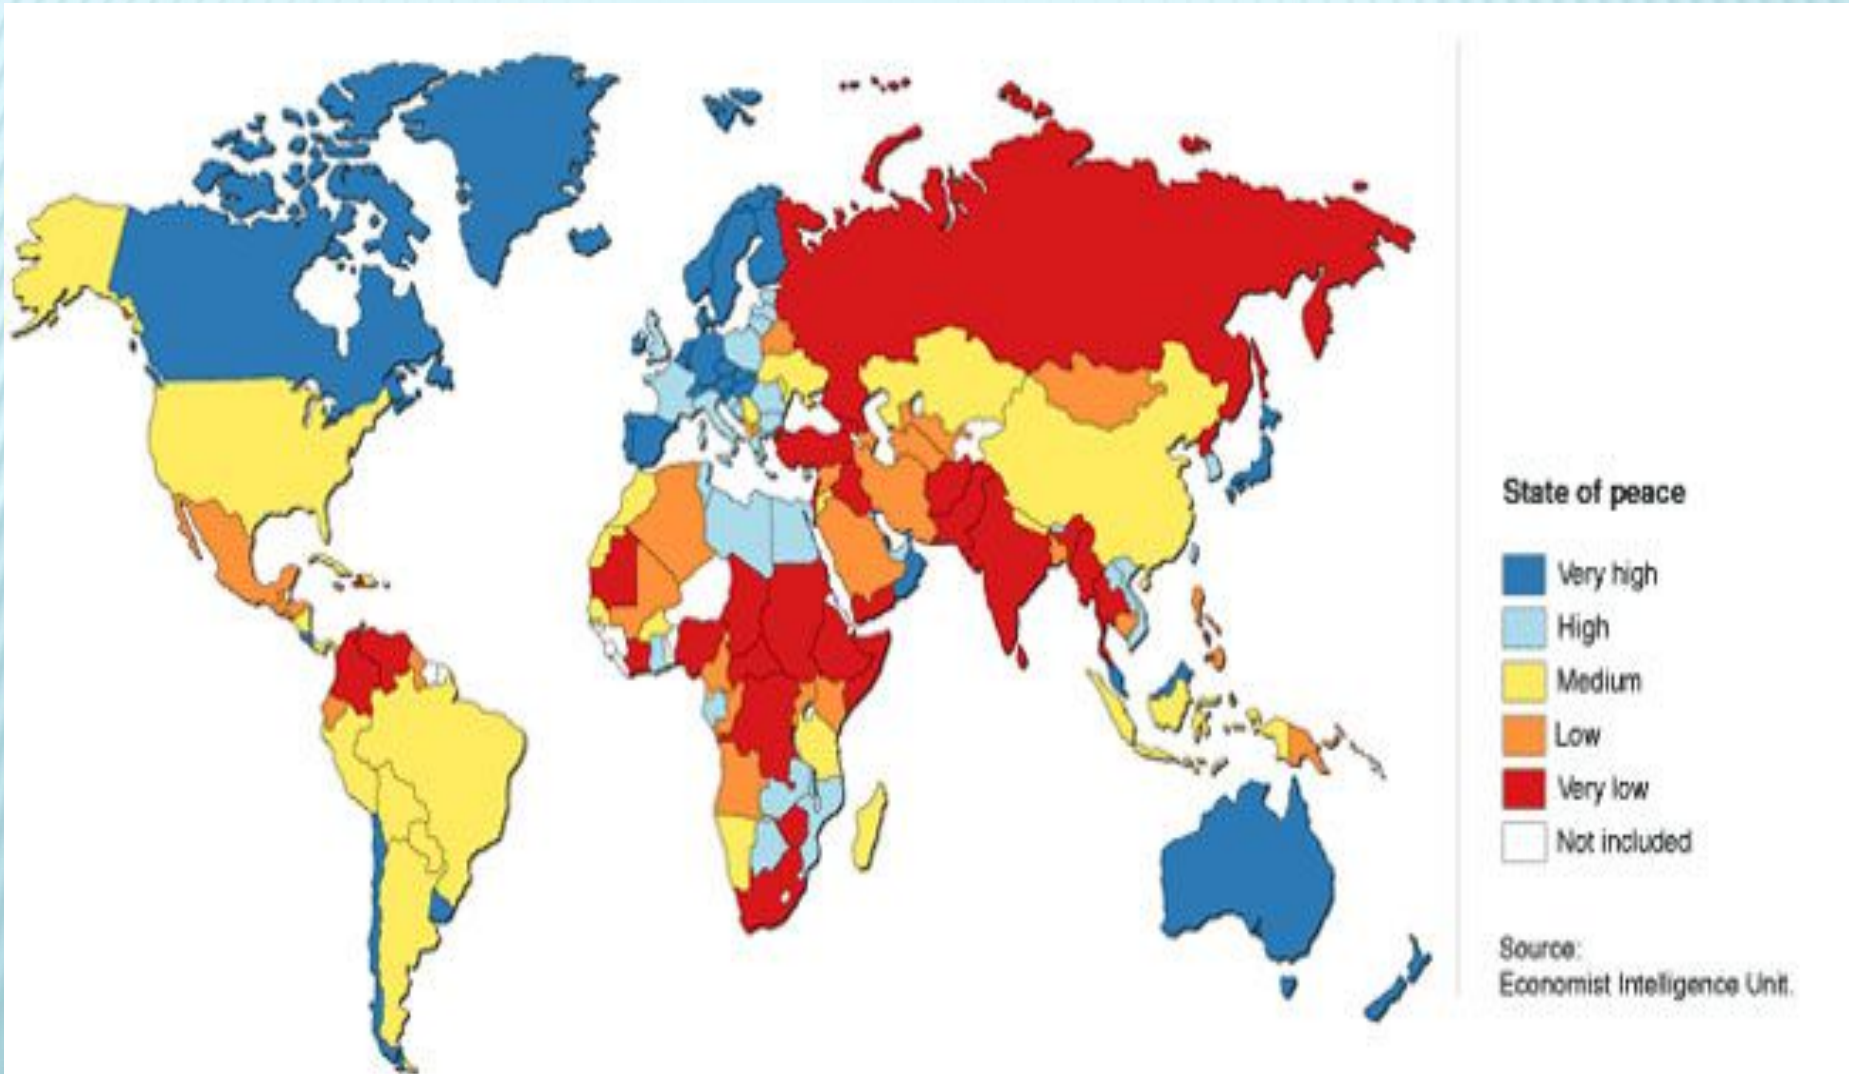 State of peace
Very high
High
Medium
Low
Very low
Not included
Source:
Economist Intelligence Unit.